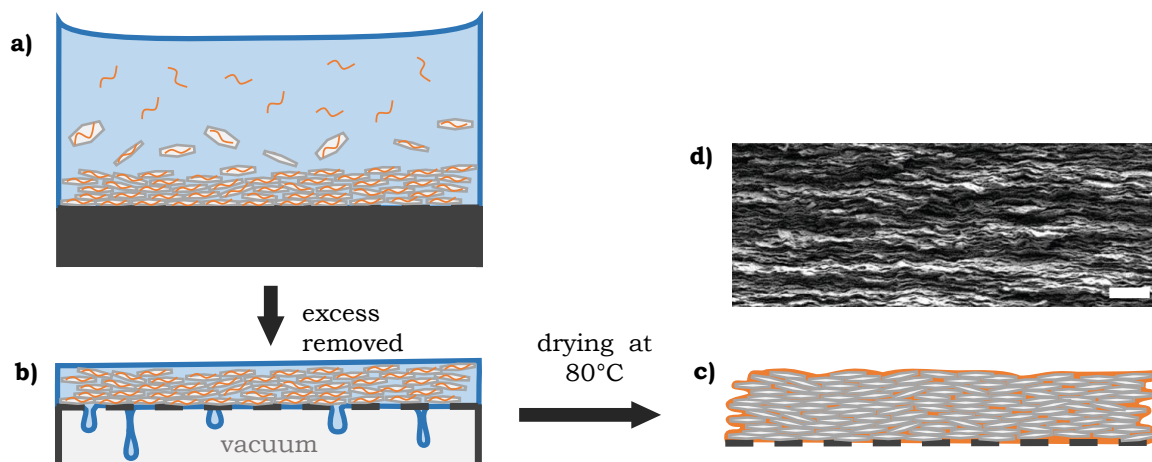 a)
excess
removed
b)
vacuum
drying at
80°C
d)
c)